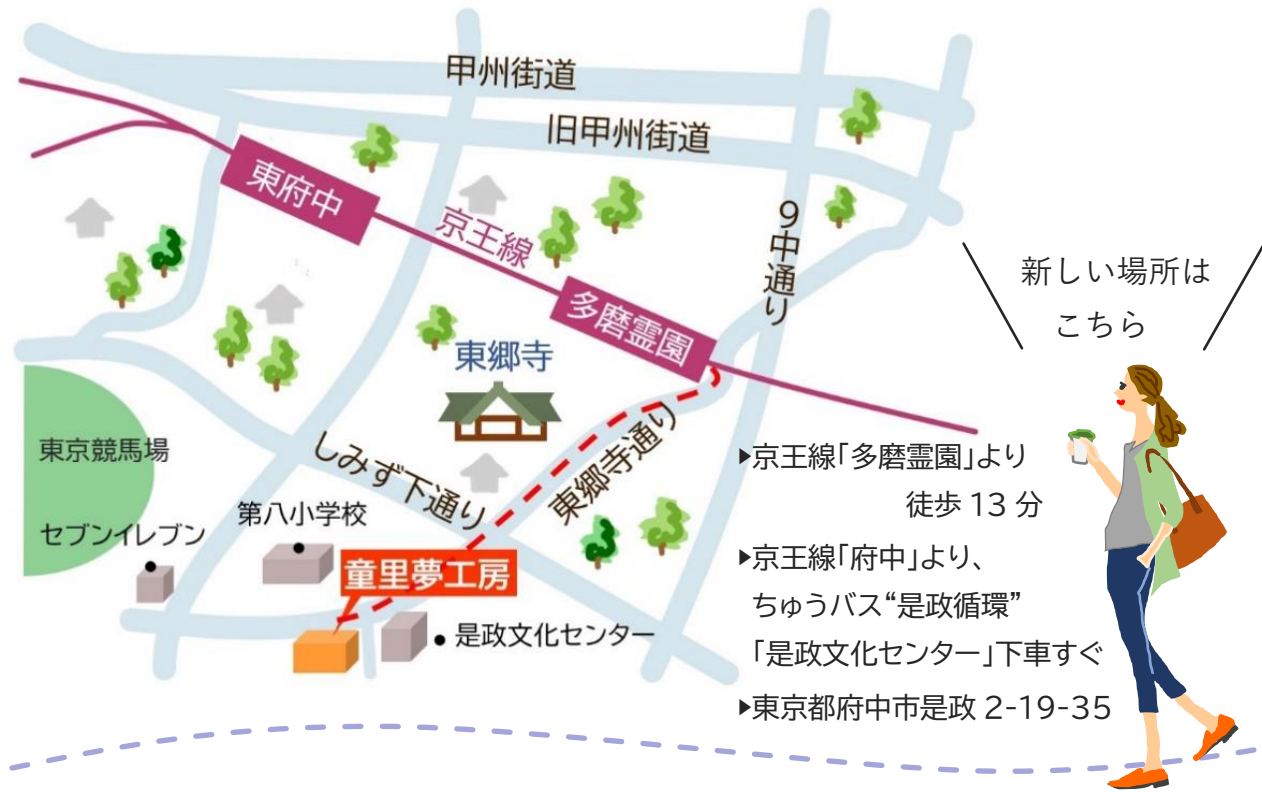 甲州街道
旧甲州街道
東府中
京王線
9中通り
多磨霊園
新しい場所は
こちら
東郷寺
東京競馬場
しみず下通り
東郷寺通り
セブンイレブン
第八小学校
童里夢工房
是政文化センター
▶京王線「多磨霊園」より
徒歩 13 分
▶京王線「府中」より、
ちゅうバス“是政循環”
「是政文化センター」下車すぐ
▶東京都府中市是政 2-19-35